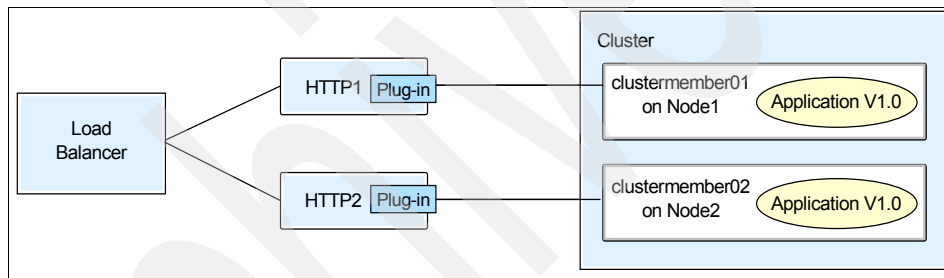 Cluster
Load
Balancer
HTTP1
Plug-in
clustermember01
on Node1
Application V1.0
HTTP2
Plug-in
clustermember02
on Node2
Application V1.0